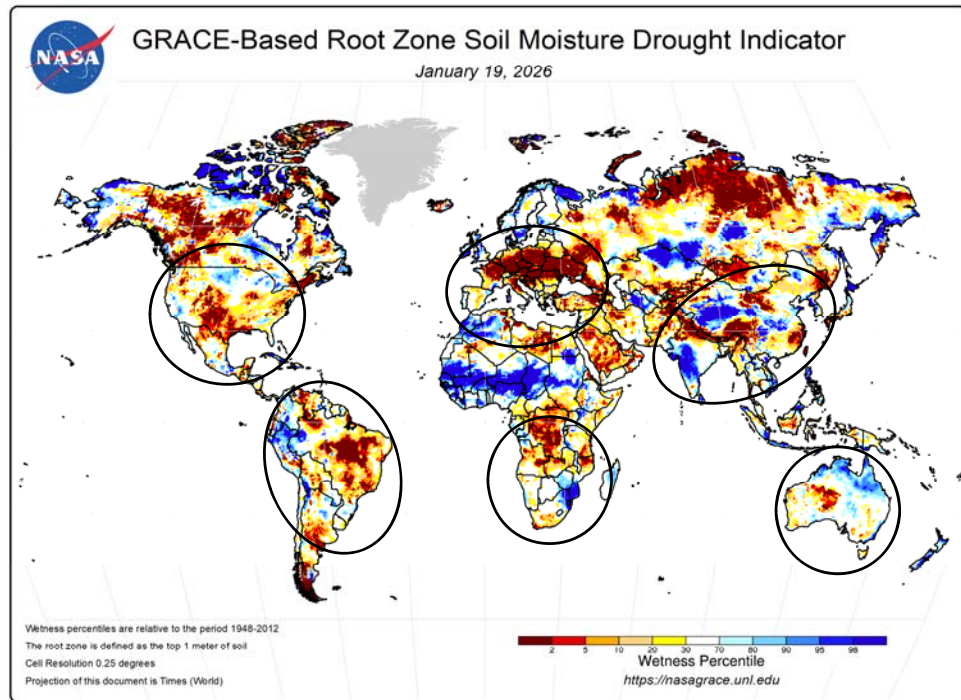 NASA
GRACE-Based Root Zone Soil Moisture Drought Indicator
January 19, 2026
Wetness percentiles are relative to the period 1948-2012
The root zone is defined as the top 1 meter of soil
Cell Resolution 0.25 degrees
Projection of this document is Times (World)
2 5 10 20 30 70 80 90 95 98
Wetness Percentile
https://nasagrace.unl.edu